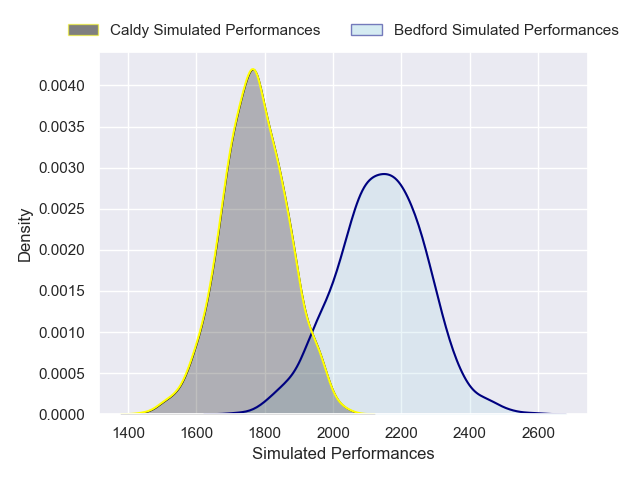 Caldy Simulated Performances
Bedford Simulated Performances
0.0040
0.0035
0.0030
0.0025
0.0020
0.0015
0.0010
0.0005
0.0000
Density
1400 1600 1800 2000 2200 2400 2600
Simulated Performances